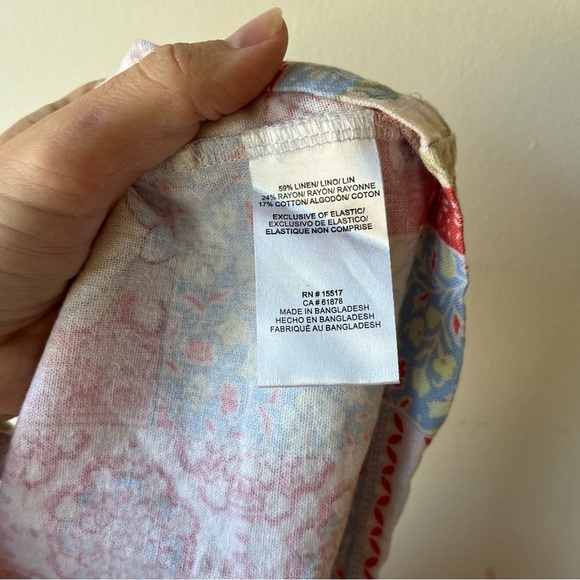 59% LINEN/ LINO/ LIN
24% RAYON/ RAYÓN/ RAYONNE
17% COTTON/ ALGODÓN/ COTON
EXCLUSIVE OF ELASTIC/
EXCLUSIVO DE ELASTICO/
ELASTIQUE NON COMPRISE
RN # 15517
CA # 61878
MADE IN BANGLADESH
HECHO EN BANGLADESH
FABRIQUÉ AU BANGLADESH